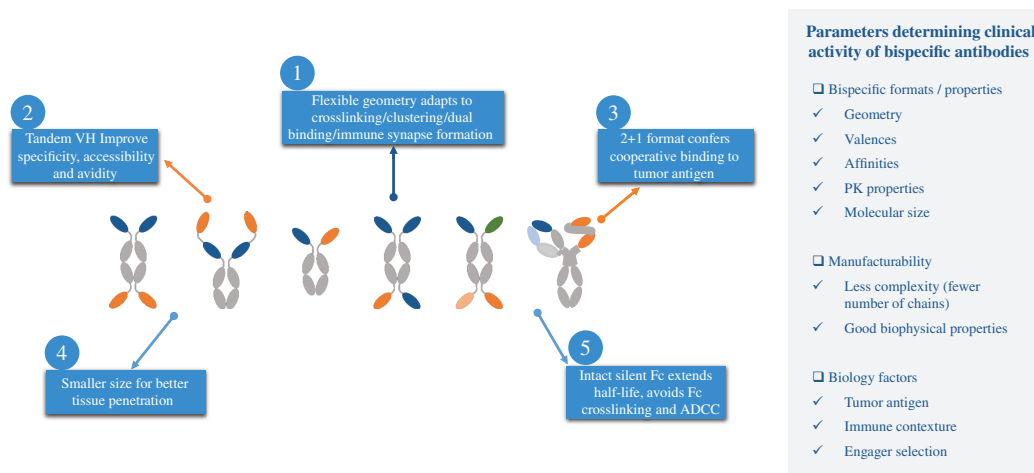 1
Flexible geometry adapts to
crosslinking/clustering/dual
binding/immune synapse formation
2
Tandem VH Improve
specificity, accessibility
and avidity
3
2+1 format confers
cooperative binding to
tumor antigen
4
Smaller size for better
tissue penetration
5
Intact silent Fc extends
half-life, avoids Fc
crosslinking and ADCC
Parameters determining clinical
activity of bispecific antibodies
❑ Bispecific formats / properties
✓ Geometry
✓ Valences
✓ Affinities
✓ PK properties
✓ Molecular size
❑ Manufacturability
✓ Less complexity (fewer
number of chains)
✓ Good biophysical properties
❑ Biology factors
✓ Tumor antigen
✓ Immune contexture
✓ Engager selection